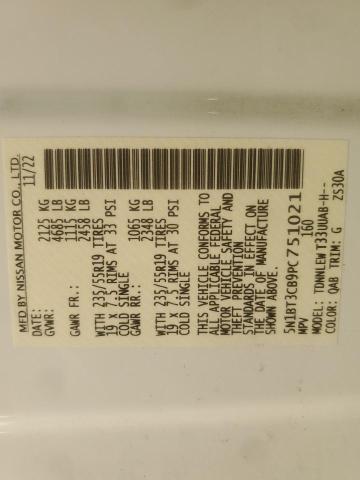 MFD BY NISSAN MOTOR CO., LTD.
11/22
DATE: GVWR: 2125 KG
4685 LB
GAWR FR.: 1115 KG
2458 LB
WITH 235/55R19 TIRES
19 x 7.5 RIMS AT 33 PSI
COLD SINGLE
GAWR RR.: 1065 KG
2348 LB
WITH 235/55R19 TIRES
19 x 7.5 RIMS AT 30 PSI
COLD SINGLE
THIS VEHICLE CONFORMS TO
ALL APPLICABLE FEDERAL
MOTOR VEHICLE SAFETY AND
THEFT PREVENTION
STANDARDS IN EFFECT ON
THE DATE OF MANUFACTURE
SHOWN ABOVE.
5N1BT3CB9PC751021
MPV 160
MODEL: TDNNLEWT33UUAB-H--
COLOR: QAB TRIM: G ZS30A